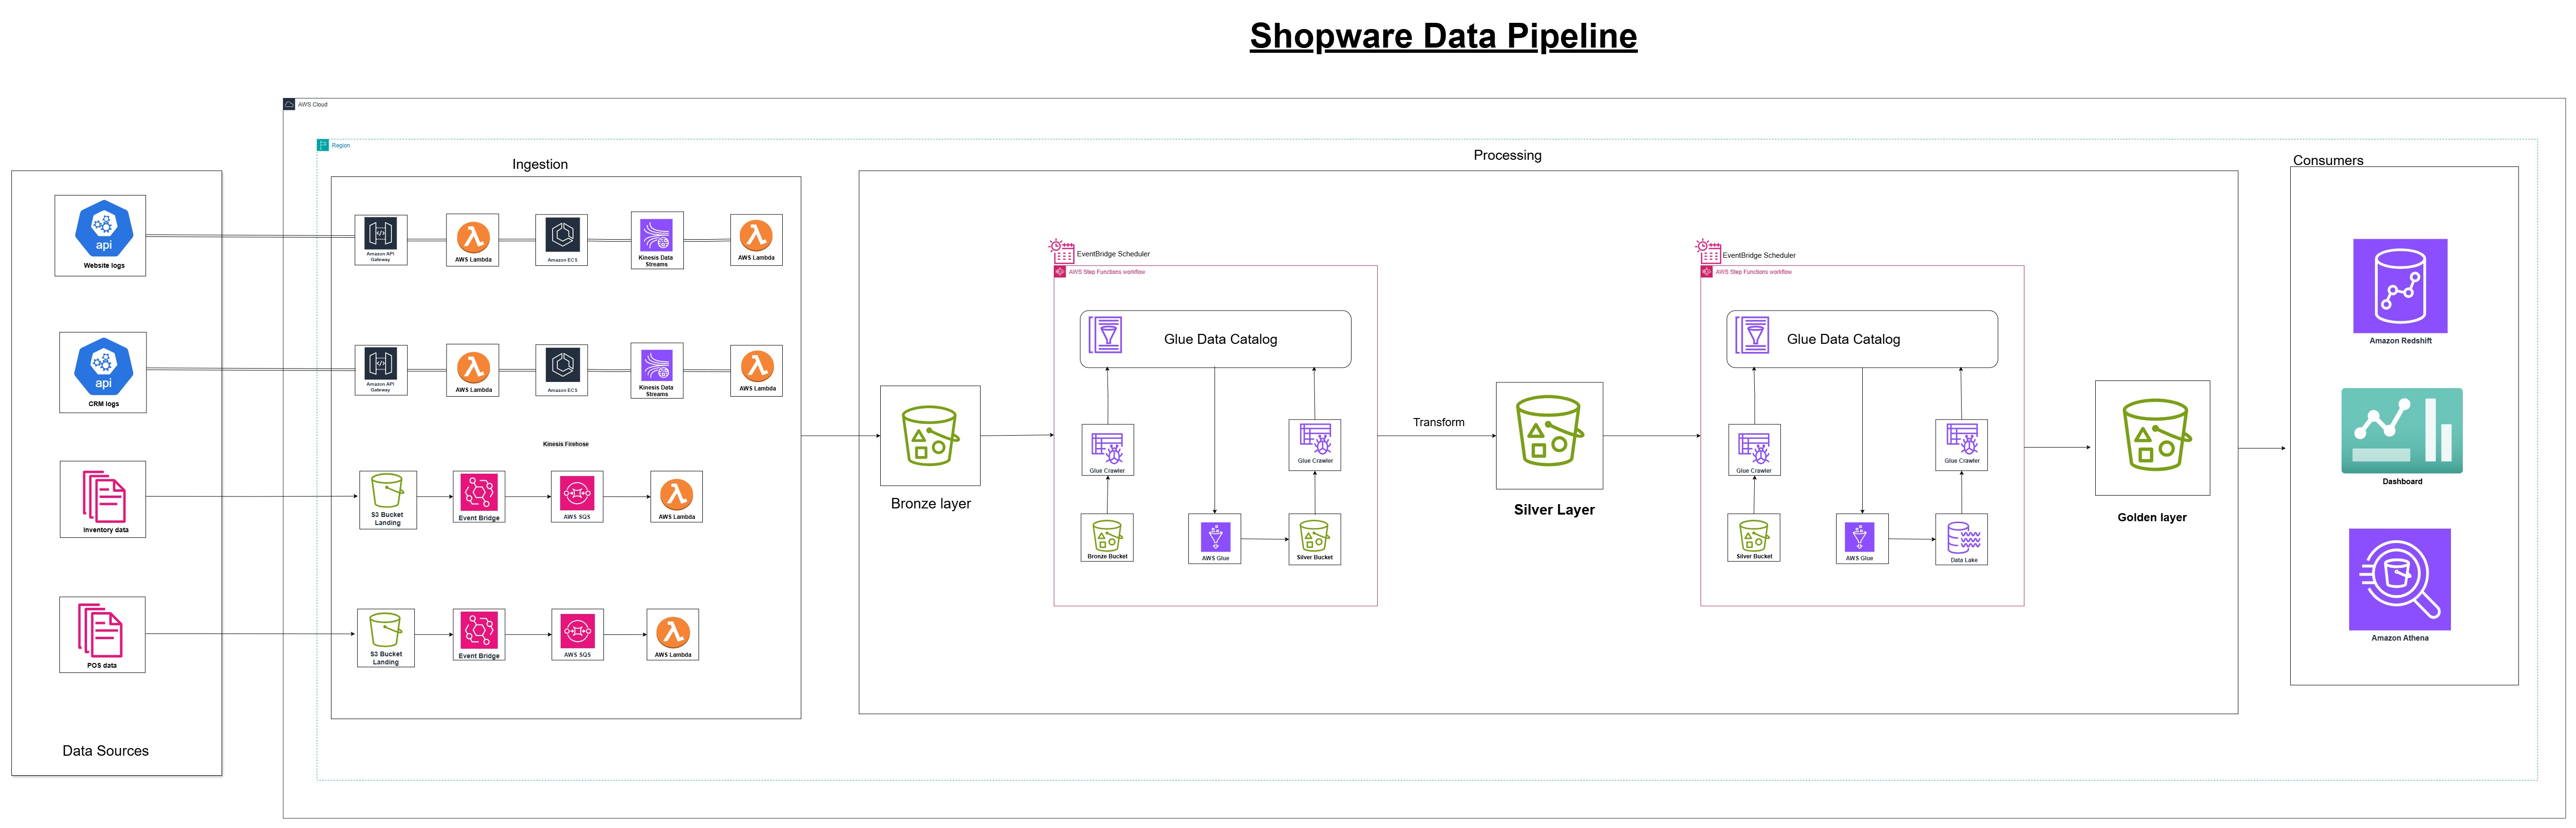 Shopware Data Pipeline
AWS Cloud
Region
Ingestion
Processing
Consumers
api
Website logs
Amazon API
Gateway
AWS Lambda
Amazon ECS
Kinesis Data
Streams
AWS Lambda
api
CRM logs
Amazon API
Gateway
AWS Lambda
Amazon ECS
Kinesis Data
Streams
AWS Lambda
Kinesis Firehose
Inventory data
S3 Bucket
Landing
Event Bridge
AWS SQS
AWS Lambda
POS data
S3 Bucket
Landing
Event Bridge
AWS SQS
AWS Lambda
Data Sources
Bronze layer
EventBridge Scheduler
AWS Step Functions workflow
Glue Data Catalog
Glue Crawler
Glue Crawler
Bronze Bucket
AWS Glue
Silver Bucket
Transform
Silver Layer
EventBridge Scheduler
AWS Step Functions workflow
Glue Data Catalog
Glue Crawler
Glue Crawler
Silver Bucket
AWS Glue
Data Lake
Golden layer
Amazon Redshift
Dashboard
Amazon Athena